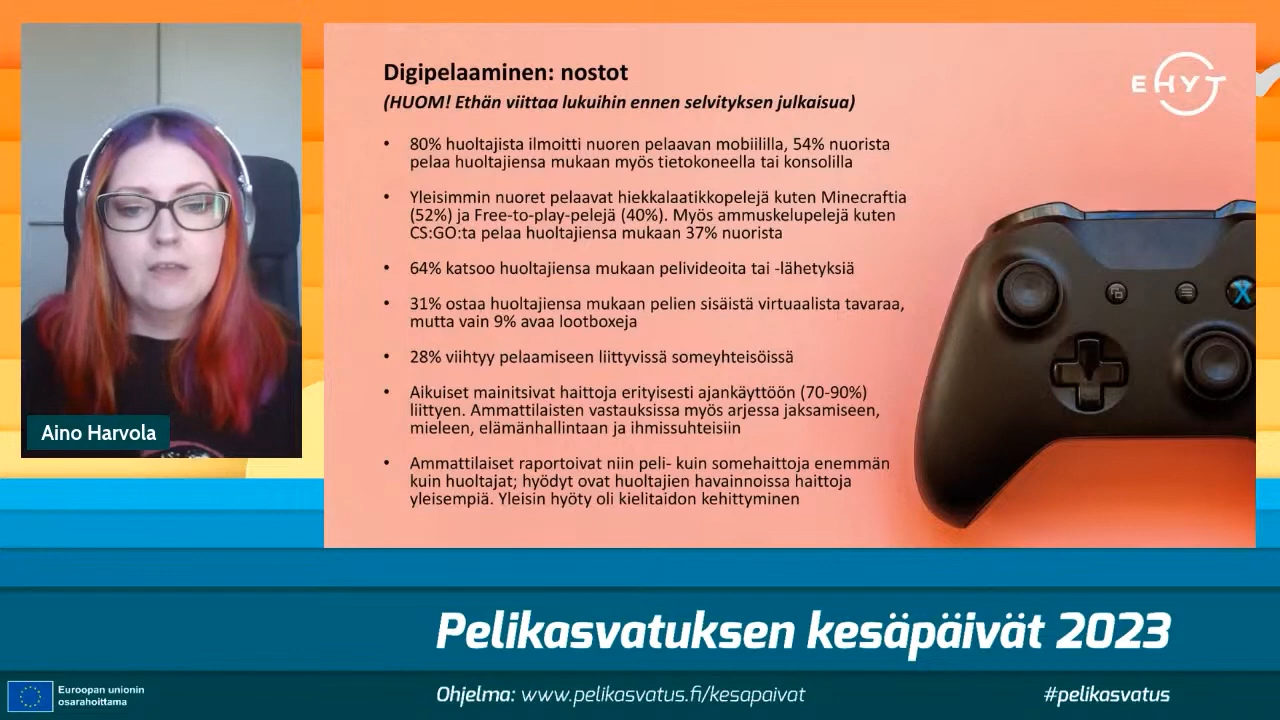 Digipelaaminen: nostot
(HUOM! Ethän viittaa lukuihin ennen selvityksen julkaisua)
EHYT
• 80% huoltajista ilmoitti nuoren pelaavan mobiililla, 54% nuorista
pelaa huoltajiensa mukaan myös tietokoneella tai konsolilla
• Yleisimmin nuoret pelaavat hiekkalaatikkopelejä kuten Minecraftia
(52%) ja Free-to-play-pelejä (40%). Myös ammuskelupelejä kuten
CS:GO:ta pelaa huoltajiensa mukaan 37% nuorista
• 64% katsoo huoltajiensa mukaan pelivideoita tai -lähetyksiä
• 31% ostaa huoltajiensa mukaan pelien sisäistä virtuaalista tavaraa,
mutta vain 9% avaa lootboxeja
• 28% viihtyy pelaamiseen liittyvissä someyhteisöissä
• Aikuiset mainitsivat haittoja erityisesti ajankäyttöön (70-90%)
liittyen. Ammattilaisten vastauksissa myös arjessa jaksamiseen,
mieleen, elämänhallintaan ja ihmissuhteisiin
• Ammattilaiset raportoivat niin peli- kuin somehaittoja enemmän
kuin huoltajat; hyödyt ovat huoltajien havainnoissa haittoja
yleisempiä. Yleisin hyöty oli kielitaidon kehittyminen
Aino Harvola
Pelikasvatuksen kesäpäivät 2023
Euroopan unionin
osarahoittama
Ohjelma: www.pelikasvatus.fi/kesapaivat
#pelikasvatus